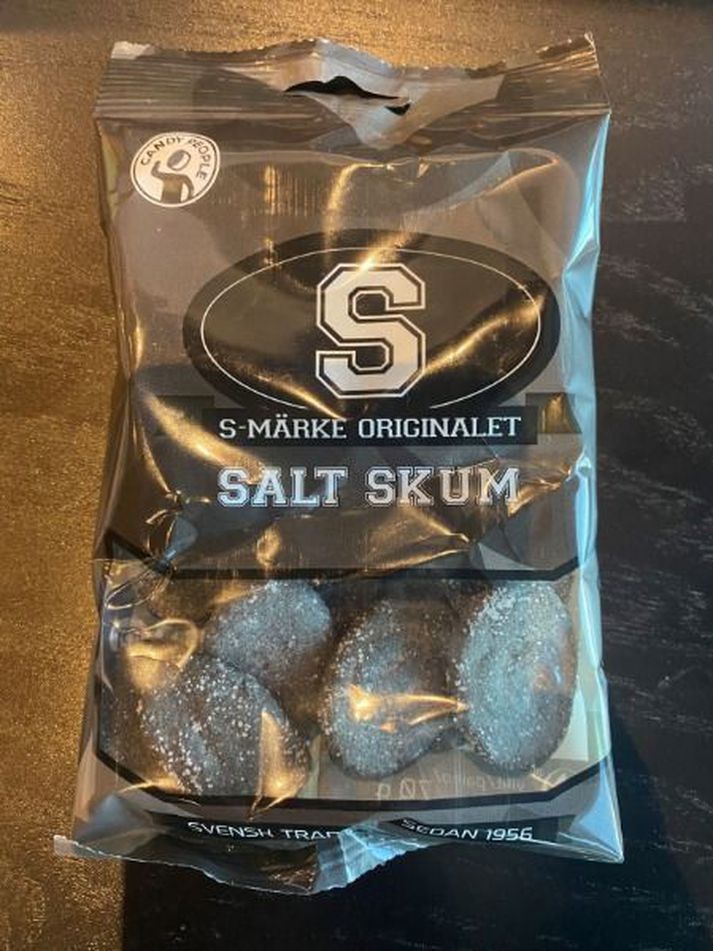 CANDY PEOPLE
S
S-MÄRKE ORIGINALET
SALT SKUM
SVENSK SEDAN 1956